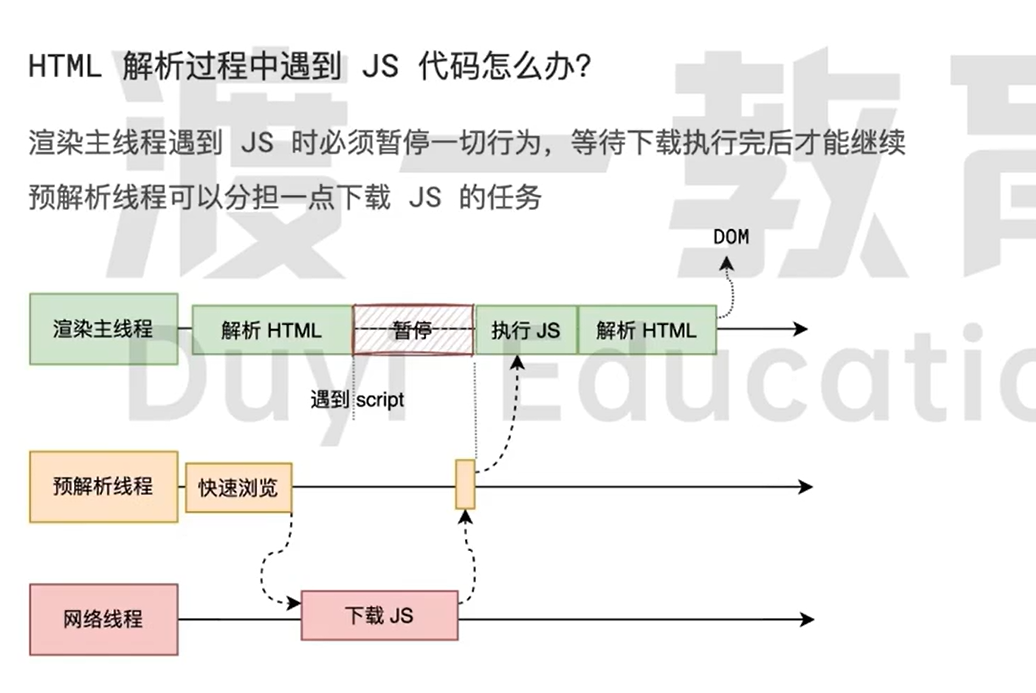 HTML 解析过程中遇到 JS 代码怎么办？
渲染主线程遇到 JS 时必须暂停一切行为，等待下载执行完后才能继续
预解析线程可以分担一点下载 JS 的任务
DOM
渲染主线程
解析 HTML
暂停
执行 JS
解析 HTML
遇到 script
预解析线程
快速浏览
网络线程
下载 JS
渡一教育
Duyi Educatio